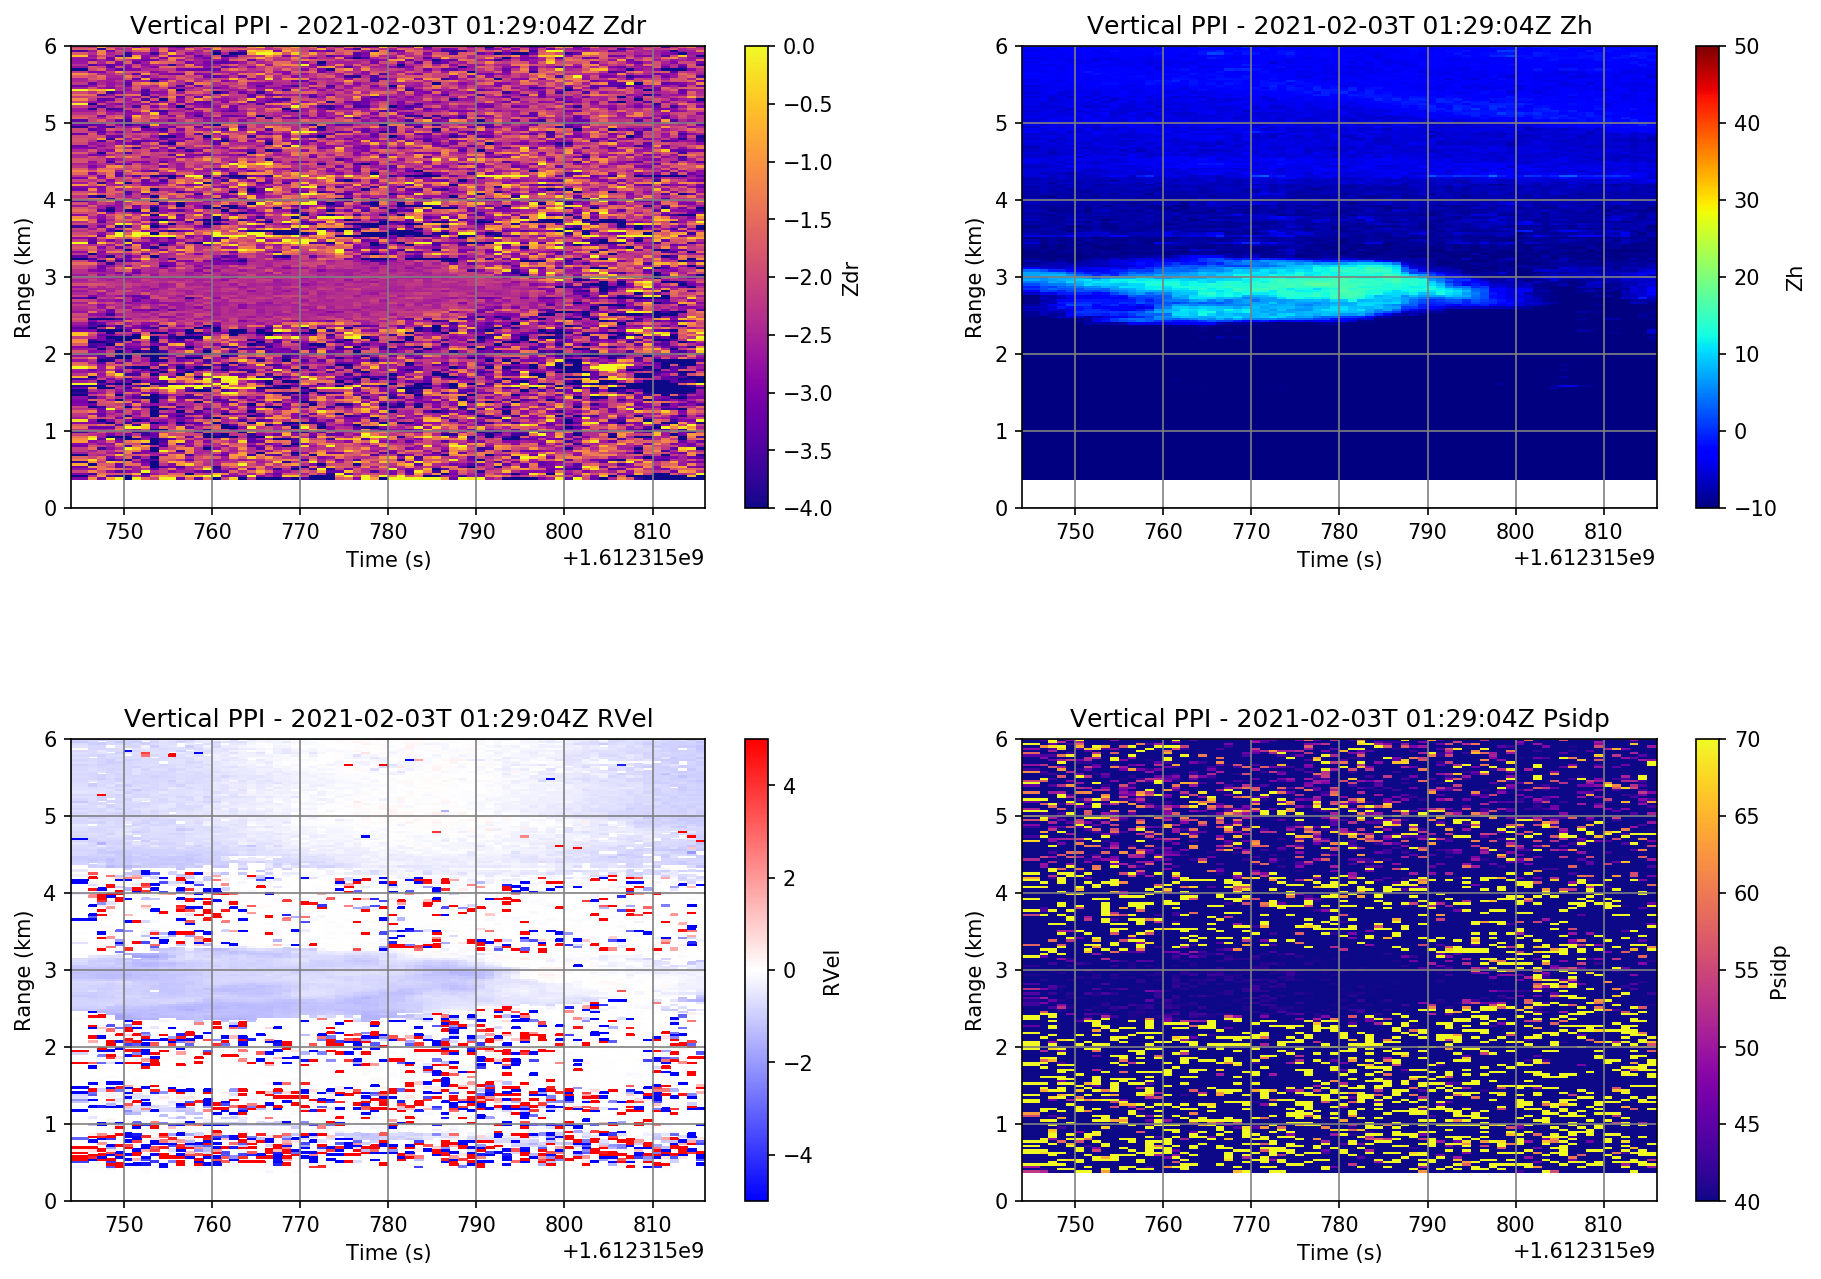 Vertical PPI - 2021-02-03T 01:29:04Z Zdr
6
5
4
3
2
1
0
Range (km)
750 760 770 780 790 800 810
Time (s)
+1.612315e9
0.0
−0.5
−1.0
−1.5
−2.0
−2.5
−3.0
−3.5
−4.0
Zdr
Vertical PPI - 2021-02-03T 01:29:04Z Zh
6
5
4
3
2
1
0
Range (km)
750 760 770 780 790 800 810
Time (s)
+1.612315e9
50
40
30
20
10
0
−10
Zh
Vertical PPI - 2021-02-03T 01:29:04Z RVel
6
5
4
3
2
1
0
Range (km)
750 760 770 780 790 800 810
Time (s)
+1.612315e9
4
2
0
−2
−4
RVel
Vertical PPI - 2021-02-03T 01:29:04Z Psidp
6
5
4
3
2
1
0
Range (km)
750 760 770 780 790 800 810
Time (s)
+1.612315e9
70
65
60
55
50
45
40
Psidp